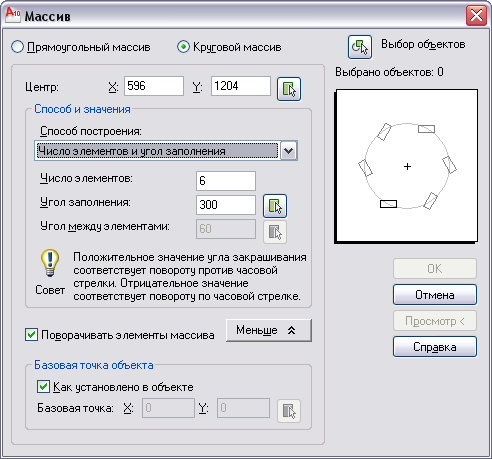 Массив
Прямоугольный массив
Круговой массив
Выбор объектов
Выбрано объектов: 0
Центр: X: 596 Y: 1204
Способ и значения
Способ построения:
Число элементов и угол заполнения
Число элементов: 6
Угол заполнения: 300
Угол между элементами: 60
Положительное значение угла закрашивания
соответствует повороту против часовой
стрелки. Отрицательное значение
соответствует повороту по часовой стрелке.
Совет
OK
Отмена
Просмотр <
Справка
Поворачивать элементы массива
Меньше
Базовая точка объекта
Как установлено в объекте
Базовая точка: X: 0 Y: 0